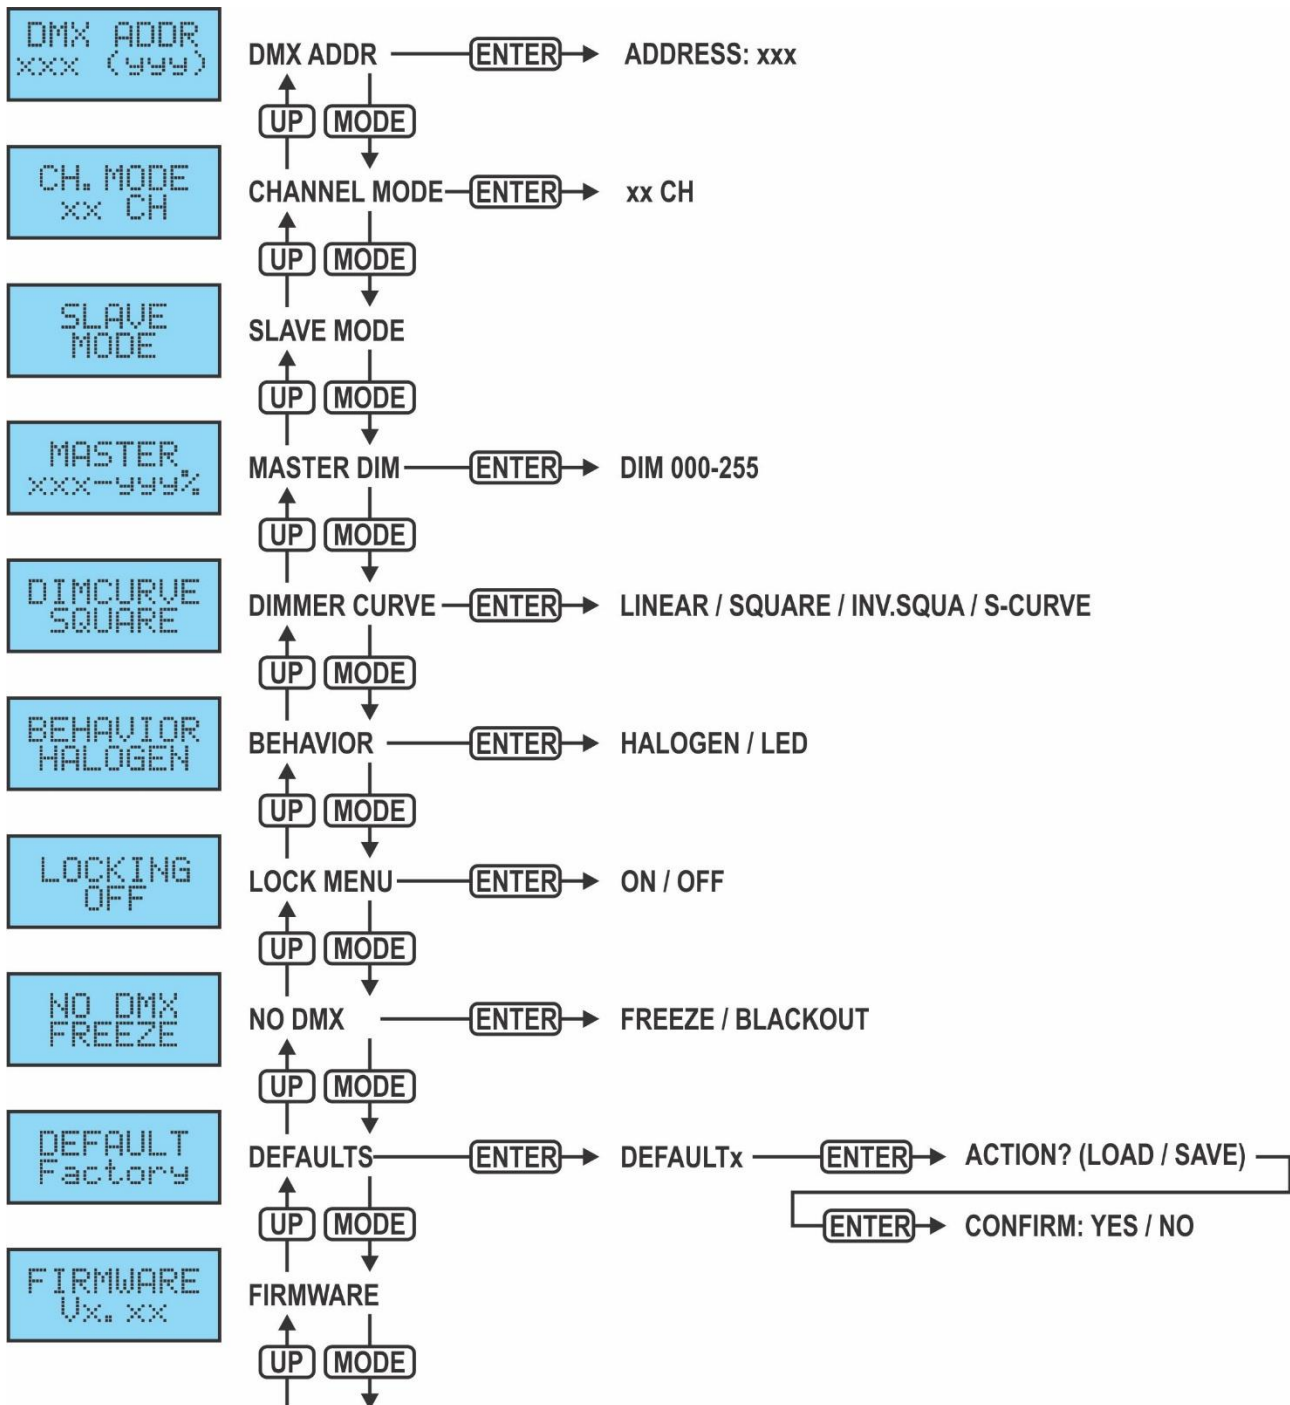 DMX ADDR
xxx (yyy)
DMX ADDR
ENTER
ADDRESS: xxx
UP
MODE
CH. MODE
xx CH
CHANNEL MODE
ENTER
xx CH
UP
MODE
SLAVE
MODE
SLAVE MODE
UP
MODE
MASTER
xxx-yyy%
MASTER DIM
ENTER
DIM 000-255
UP
MODE
DIMCURVE
SQUARE
DIMMER CURVE
ENTER
LINEAR / SQUARE / INV.SQUA / S-CURVE
UP
MODE
BEHAVIOR
HALOGEN
BEHAVIOR
ENTER
HALOGEN / LED
UP
MODE
LOCKING
OFF
LOCK MENU
ENTER
ON / OFF
UP
MODE
NO DMX
FREEZE
NO DMX
ENTER
FREEZE / BLACKOUT
UP
MODE
DEFAULT
Factory
DEFAULTS
ENTER
DEFAULTx
ENTER
ACTION? (LOAD / SAVE)
ENTER
CONFIRM: YES / NO
UP
MODE
FIRMWARE
Vx.xx
FIRMWARE
UP
MODE